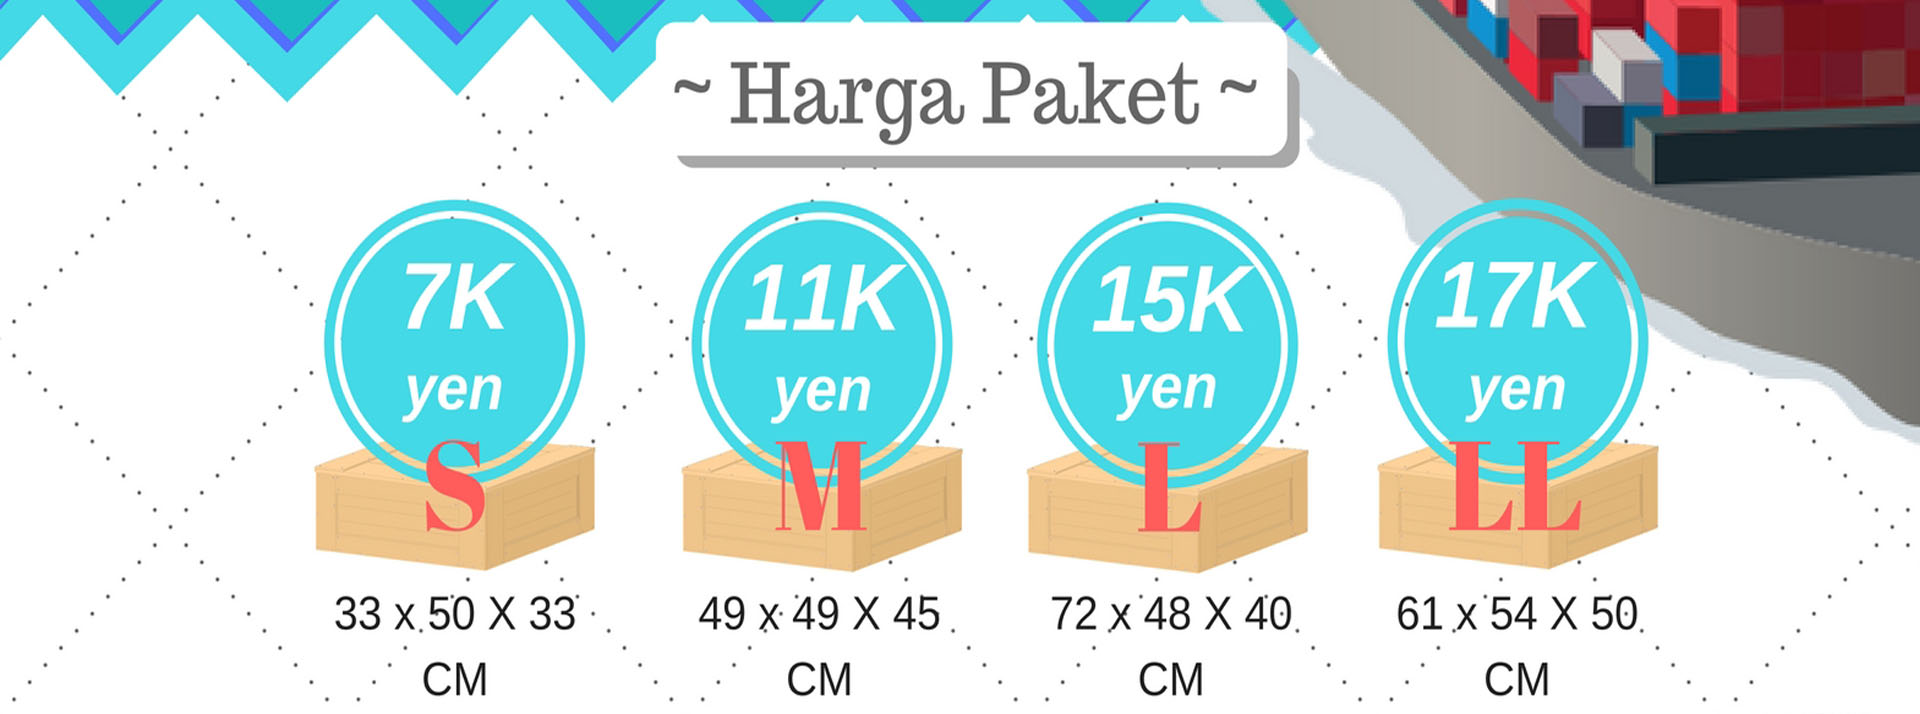 ~ Harga Paket ~
7K
yen
S
33 x 50 X 33
CM
11K
yen
M
49 x 49 X 45
CM
15K
yen
L
72 x 48 X 40
CM
17K
yen
LL
61 x 54 X 50
CM